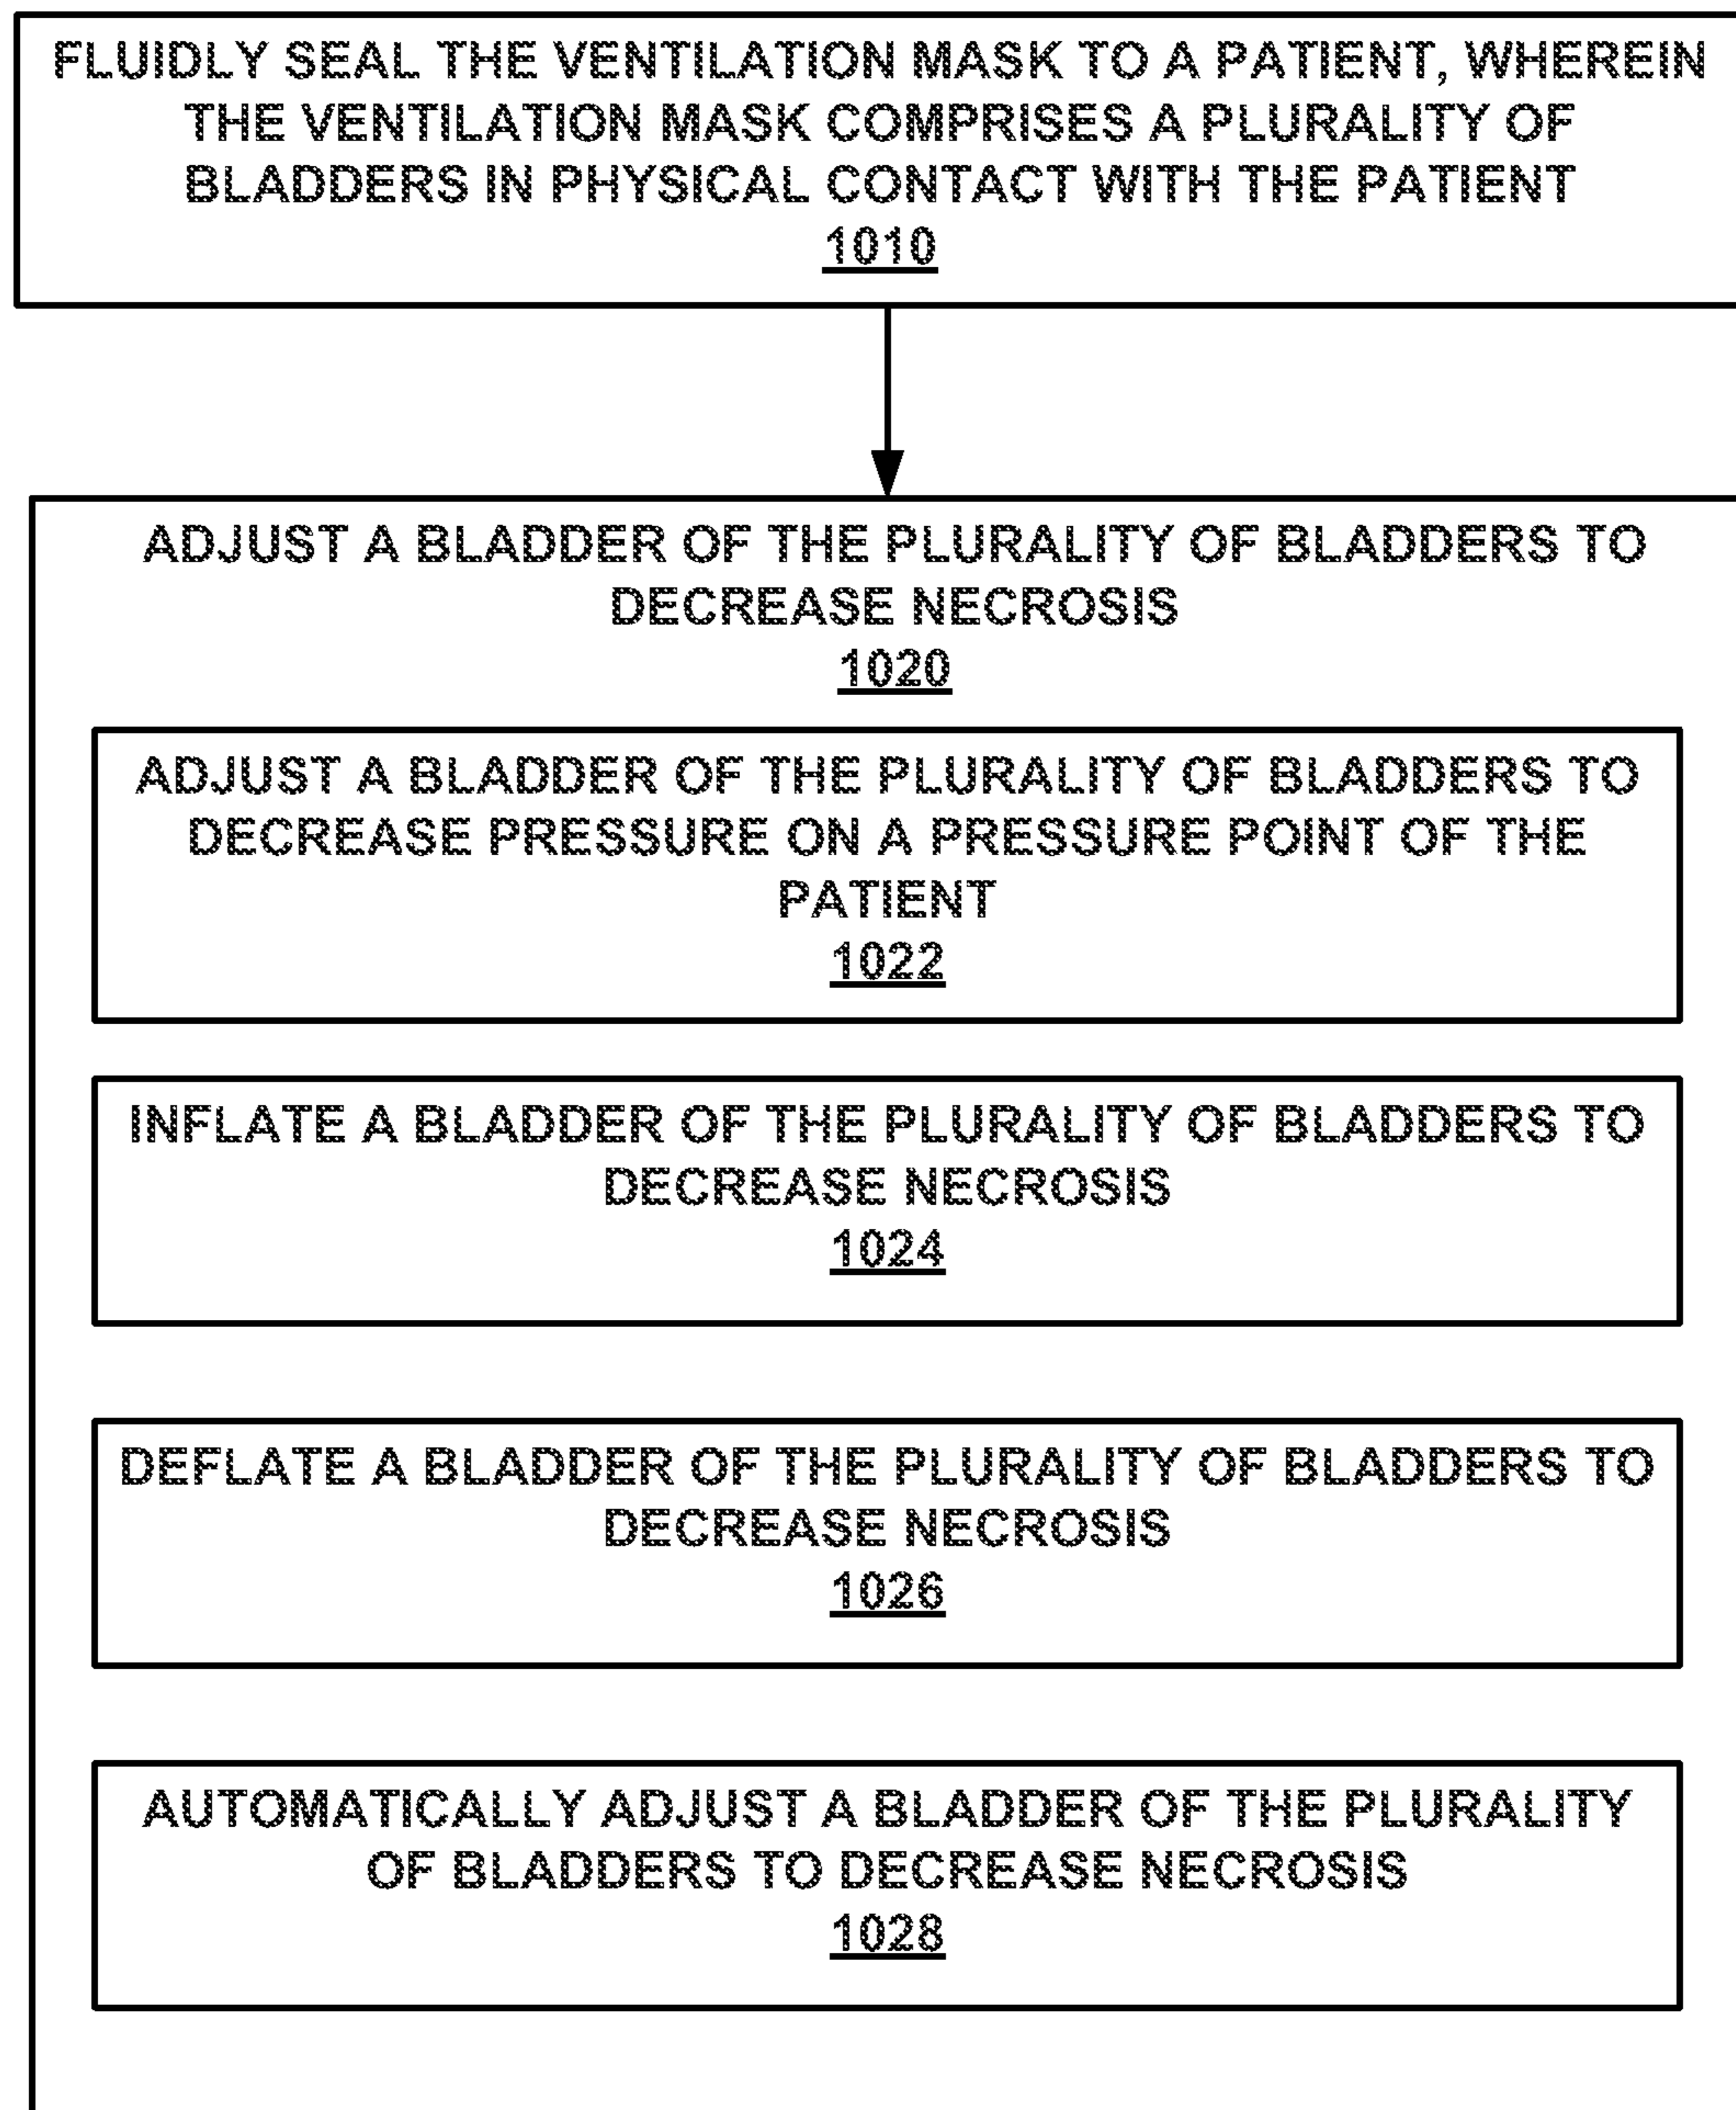 FLUIDLY SEAL THE VENTILATION MASK TO A PATIENT, WHEREIN
THE VENTILATION MASK COMPRISES A PLURALITY OF
BLADDERS IN PHYSICAL CONTACT WITH THE PATIENT
1010
ADJUST A BLADDER OF THE PLURALITY OF BLADDERS TO
DECREASE NECROSIS
1020
ADJUST A BLADDER OF THE PLURALITY OF BLADDERS TO
DECREASE PRESSURE ON A PRESSURE POINT OF THE
PATIENT
1022
INFLATE A BLADDER OF THE PLURALITY OF BLADDERS TO
DECREASE NECROSIS
1024
DEFLATE A BLADDER OF THE PLURALITY OF BLADDERS TO
DECREASE NECROSIS
1026
AUTOMATICALLY ADJUST A BLADDER OF THE PLURALITY
OF BLADDERS TO DECREASE NECROSIS
1028